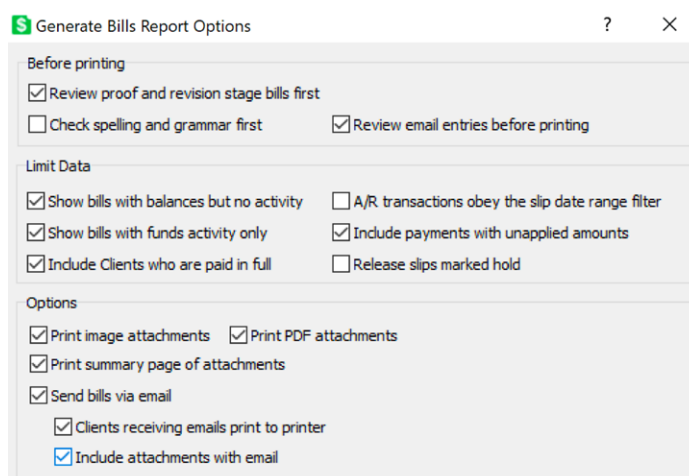 Generate Bills Report Options
Before printing
Review proof and revision stage bills first
Check spelling and grammar first Review email entries before printing
Limit Data
Show bills with balances but no activity A/R transactions obey the slip date range filter
Show bills with funds activity only Include payments with unapplied amounts
Include Clients who are paid in full Release slips marked hold
Options
Print image attachments Print PDF attachments
Print summary page of attachments
Send bills via email
Clients receiving emails print to printer
Include attachments with email